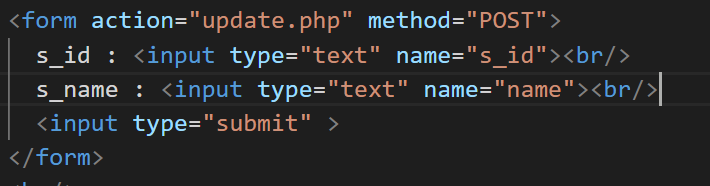 <form action="update.php" method="POST">
s_id : <input type="text" name="s_id"><br/>
s_name : <input type="text" name="name"><br/>
<input type="submit" >
</form>